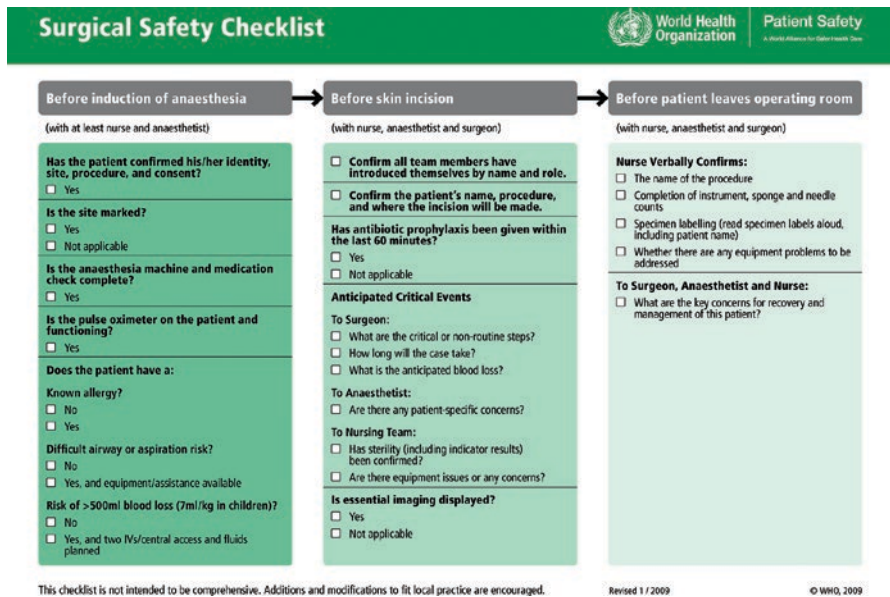 Surgical Safety Checklist
World Health
Organization
Patient Safety
A World Alliance for Safer Health Care
Before induction of anaesthesia
(with at least nurse and anaesthetist)
Has the patient confirmed his/her identity,
site, procedure, and consent?
Yes
Is the site marked?
Yes
Not applicable
Is the anaesthesia machine and medication
check complete?
Yes
Is the pulse oximeter on the patient and
functioning?
Yes
Does the patient have a:
Known allergy?
No
Yes
Difficult airway or aspiration risk?
No
Yes, and equipment/assistance available
Risk of >500ml blood loss (7ml/kg in children)?
No
Yes, and two IVs/central access and fluids
planned
Before skin incision
(with nurse, anaesthetist and surgeon)
Confirm all team members have
introduced themselves by name and role.
Confirm the patient's name, procedure,
and where the incision will be made.
Has antibiotic prophylaxis been given within
the last 60 minutes?
Yes
Not applicable
Anticipated Critical Events
To Surgeon:
What are the critical or non-routine steps?
How long will the case take?
What is the anticipated blood loss?
To Anaesthetist:
Are there any patient-specific concerns?
To Nursing Team:
Has sterility (including indicator results)
been confirmed?
Are there equipment issues or any concerns?
Is essential imaging displayed?
Yes
Not applicable
Before patient leaves operating room
(with nurse, anaesthetist and surgeon)
Nurse Verbally Confirms:
The name of the procedure
Completion of instrument, sponge and needle
counts
Specimen labelling (read specimen labels aloud,
including patient name)
Whether there are any equipment problems to be
addressed
To Surgeon, Anaesthetist and Nurse:
What are the key concerns for recovery and
management of this patient?
This checklist is not intended to be comprehensive. Additions and modifications to fit local practice are encouraged.
Revised 1 / 2009
© WHO, 2009